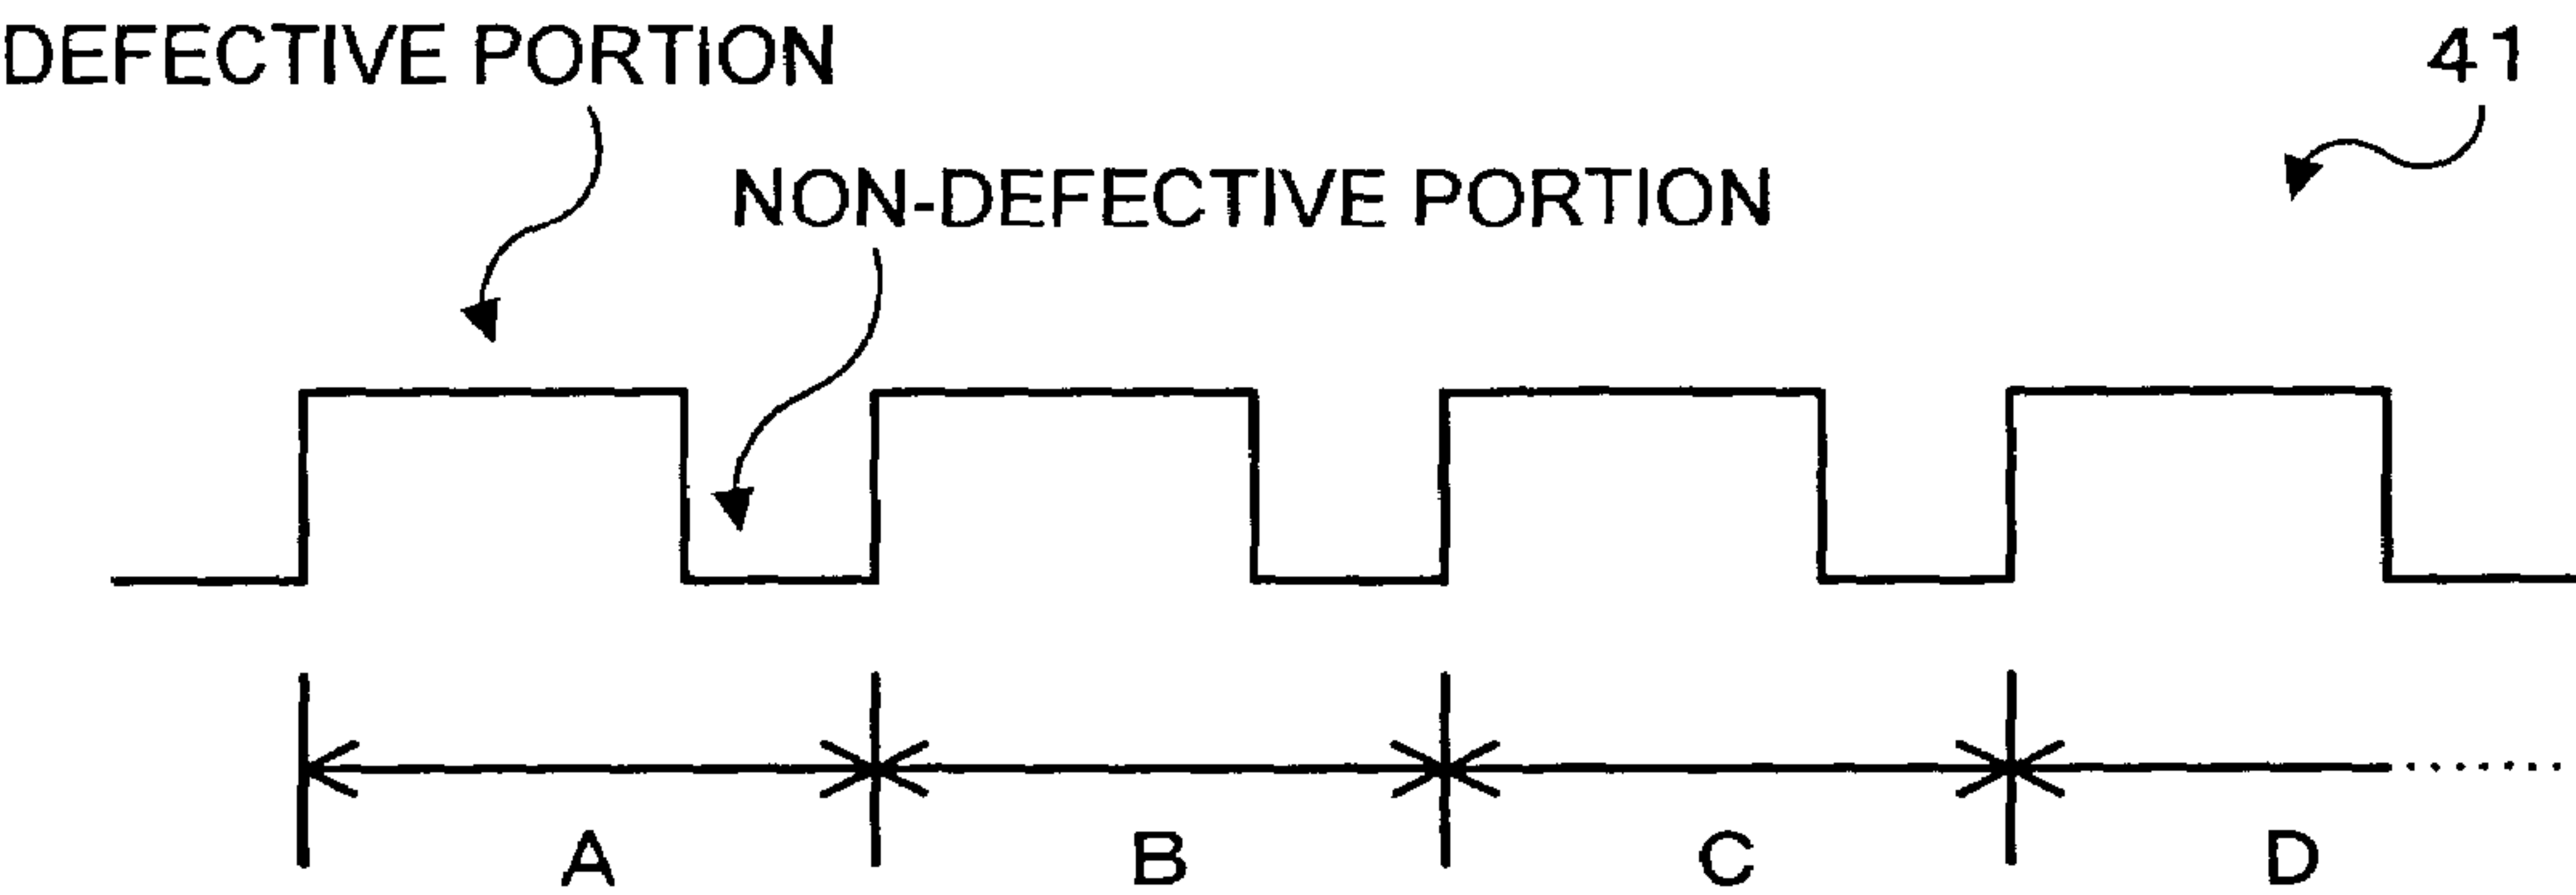 DEFECTIVE PORTION
41
NON-DEFECTIVE PORTION
A
B
C
D